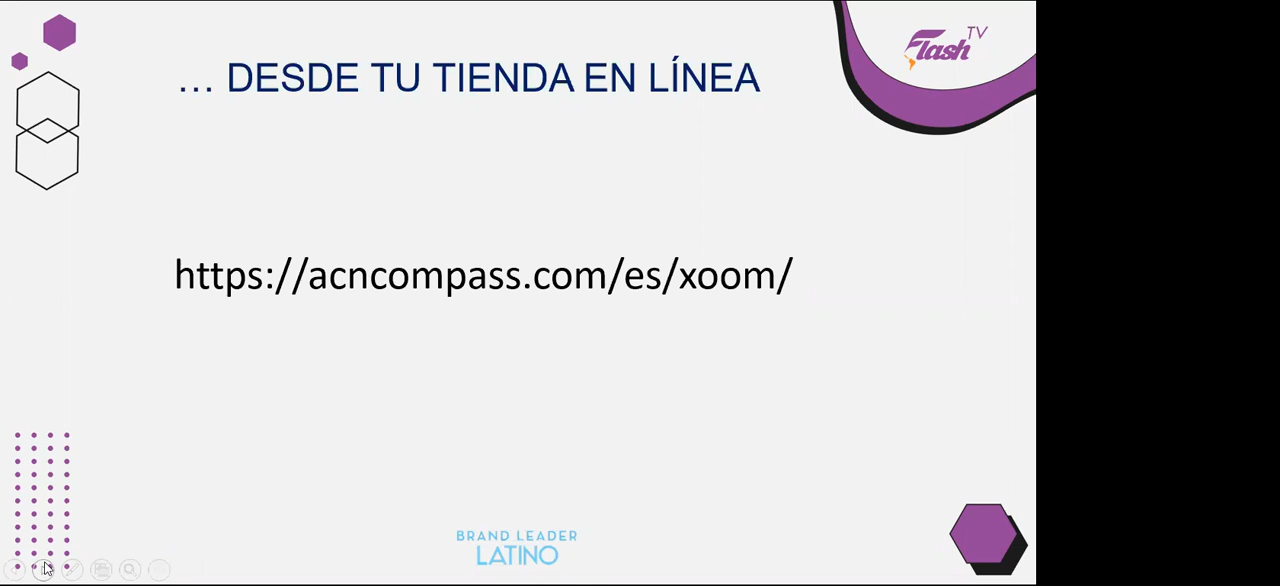 Flash TV
... DESDE TU TIENDA EN LÍNEA
https://acncompass.com/es/xoom/
BRAND LEADER
LATINO